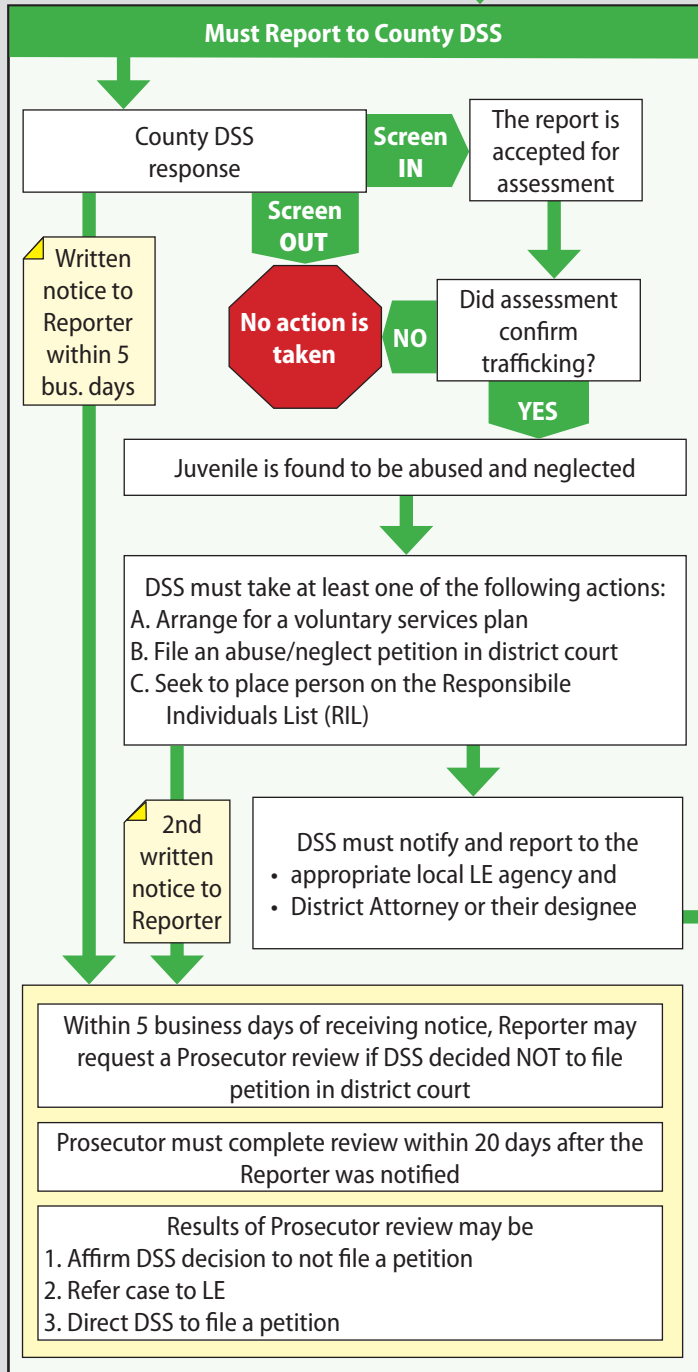 Must Report to County DSS
County DSS
response
Screen
IN
The report is
accepted for
assessment
Screen
OUT
Written
notice to
Reporter
within 5
bus. days
No action is
taken
NO
Did assessment
confirm
trafficking?
YES
Juvenile is found to be abused and neglected
DSS must take at least one of the following actions:
A. Arrange for a voluntary services plan
B. File an abuse/neglect petition in district court
C. Seek to place person on the Responsibile
Individuals List (RIL)
2nd
written
notice to
Reporter
DSS must notify and report to the
• appropriate local LE agency and
• District Attorney or their designee
Within 5 business days of receiving notice, Reporter may
request a Prosecutor review if DSS decided NOT to file
petition in district court
Prosecutor must complete review within 20 days after the
Reporter was notified
Results of Prosecutor review may be
1. Affirm DSS decision to not file a petition
2. Refer case to LE
3. Direct DSS to file a petition